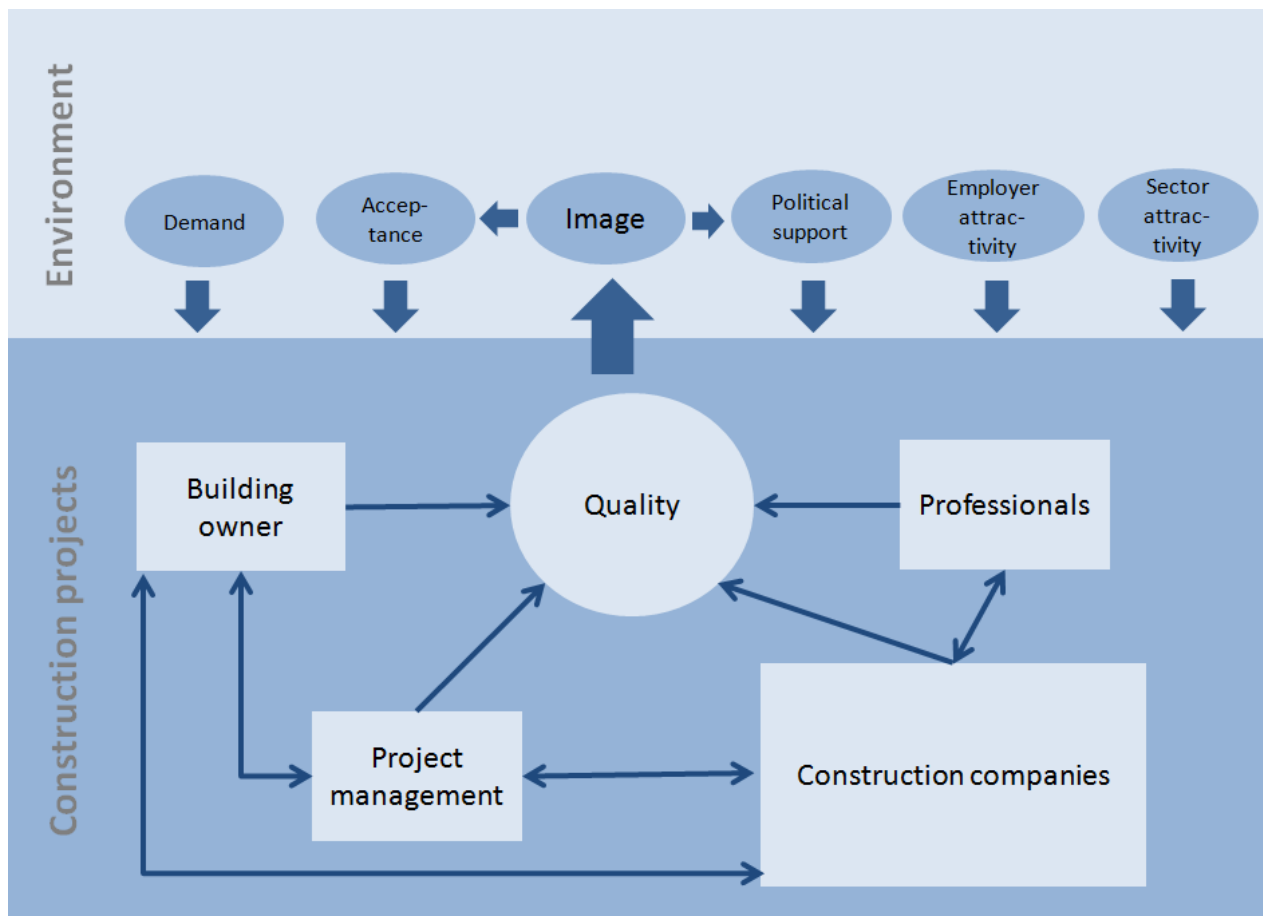 Environment
Demand
Accep-
tance
Image
Political
support
Employer
attrac-
tivity
Sector
attrac-
tivity
Construction projects
Building
owner
Quality
Professionals
Project
management
Construction companies